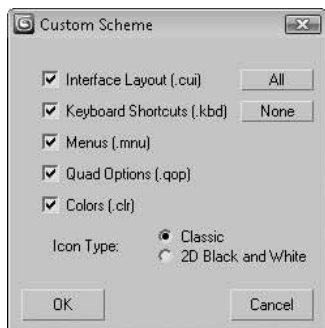 Custom Scheme
Interface Layout (.cui) All
Keyboard Shortcuts (.kbd) None
Menus (.mnu)
Quad Options (.qop)
Colors (.clr)
Icon Type: Classic
2D Black and White
OK Cancel